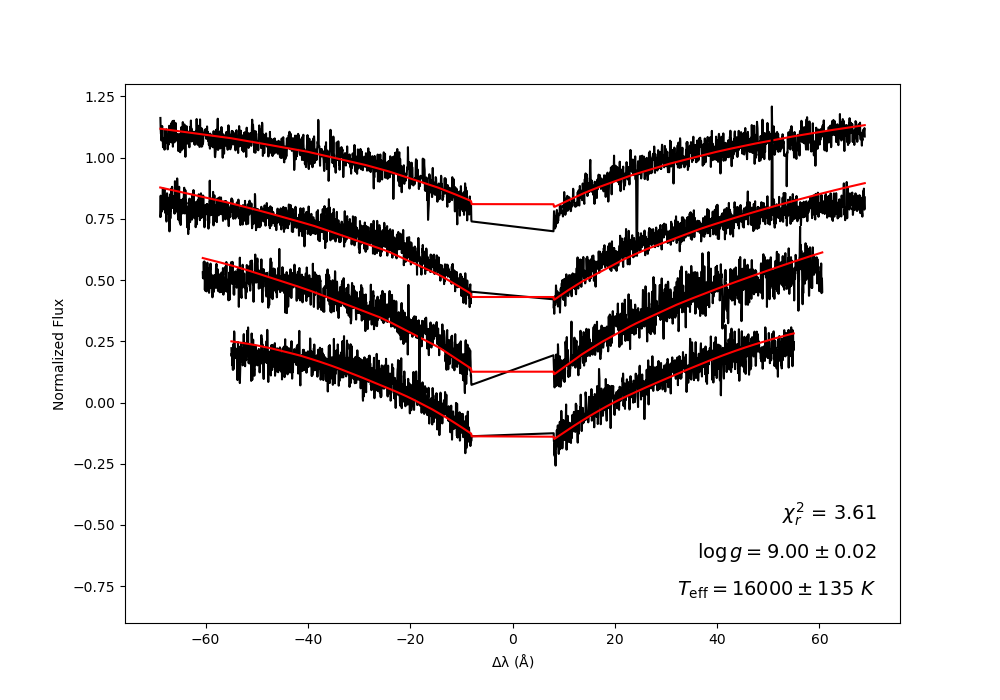 1.25
1.00
0.75
0.50
0.25
0.00
−0.25
−0.50
−0.75
Normalized Flux
χ²ᵣ = 3.61
log g = 9.00 ± 0.02
T_eff = 16000 ± 135 K
−60 −40 −20 0 20 40 60
Δλ (Å)